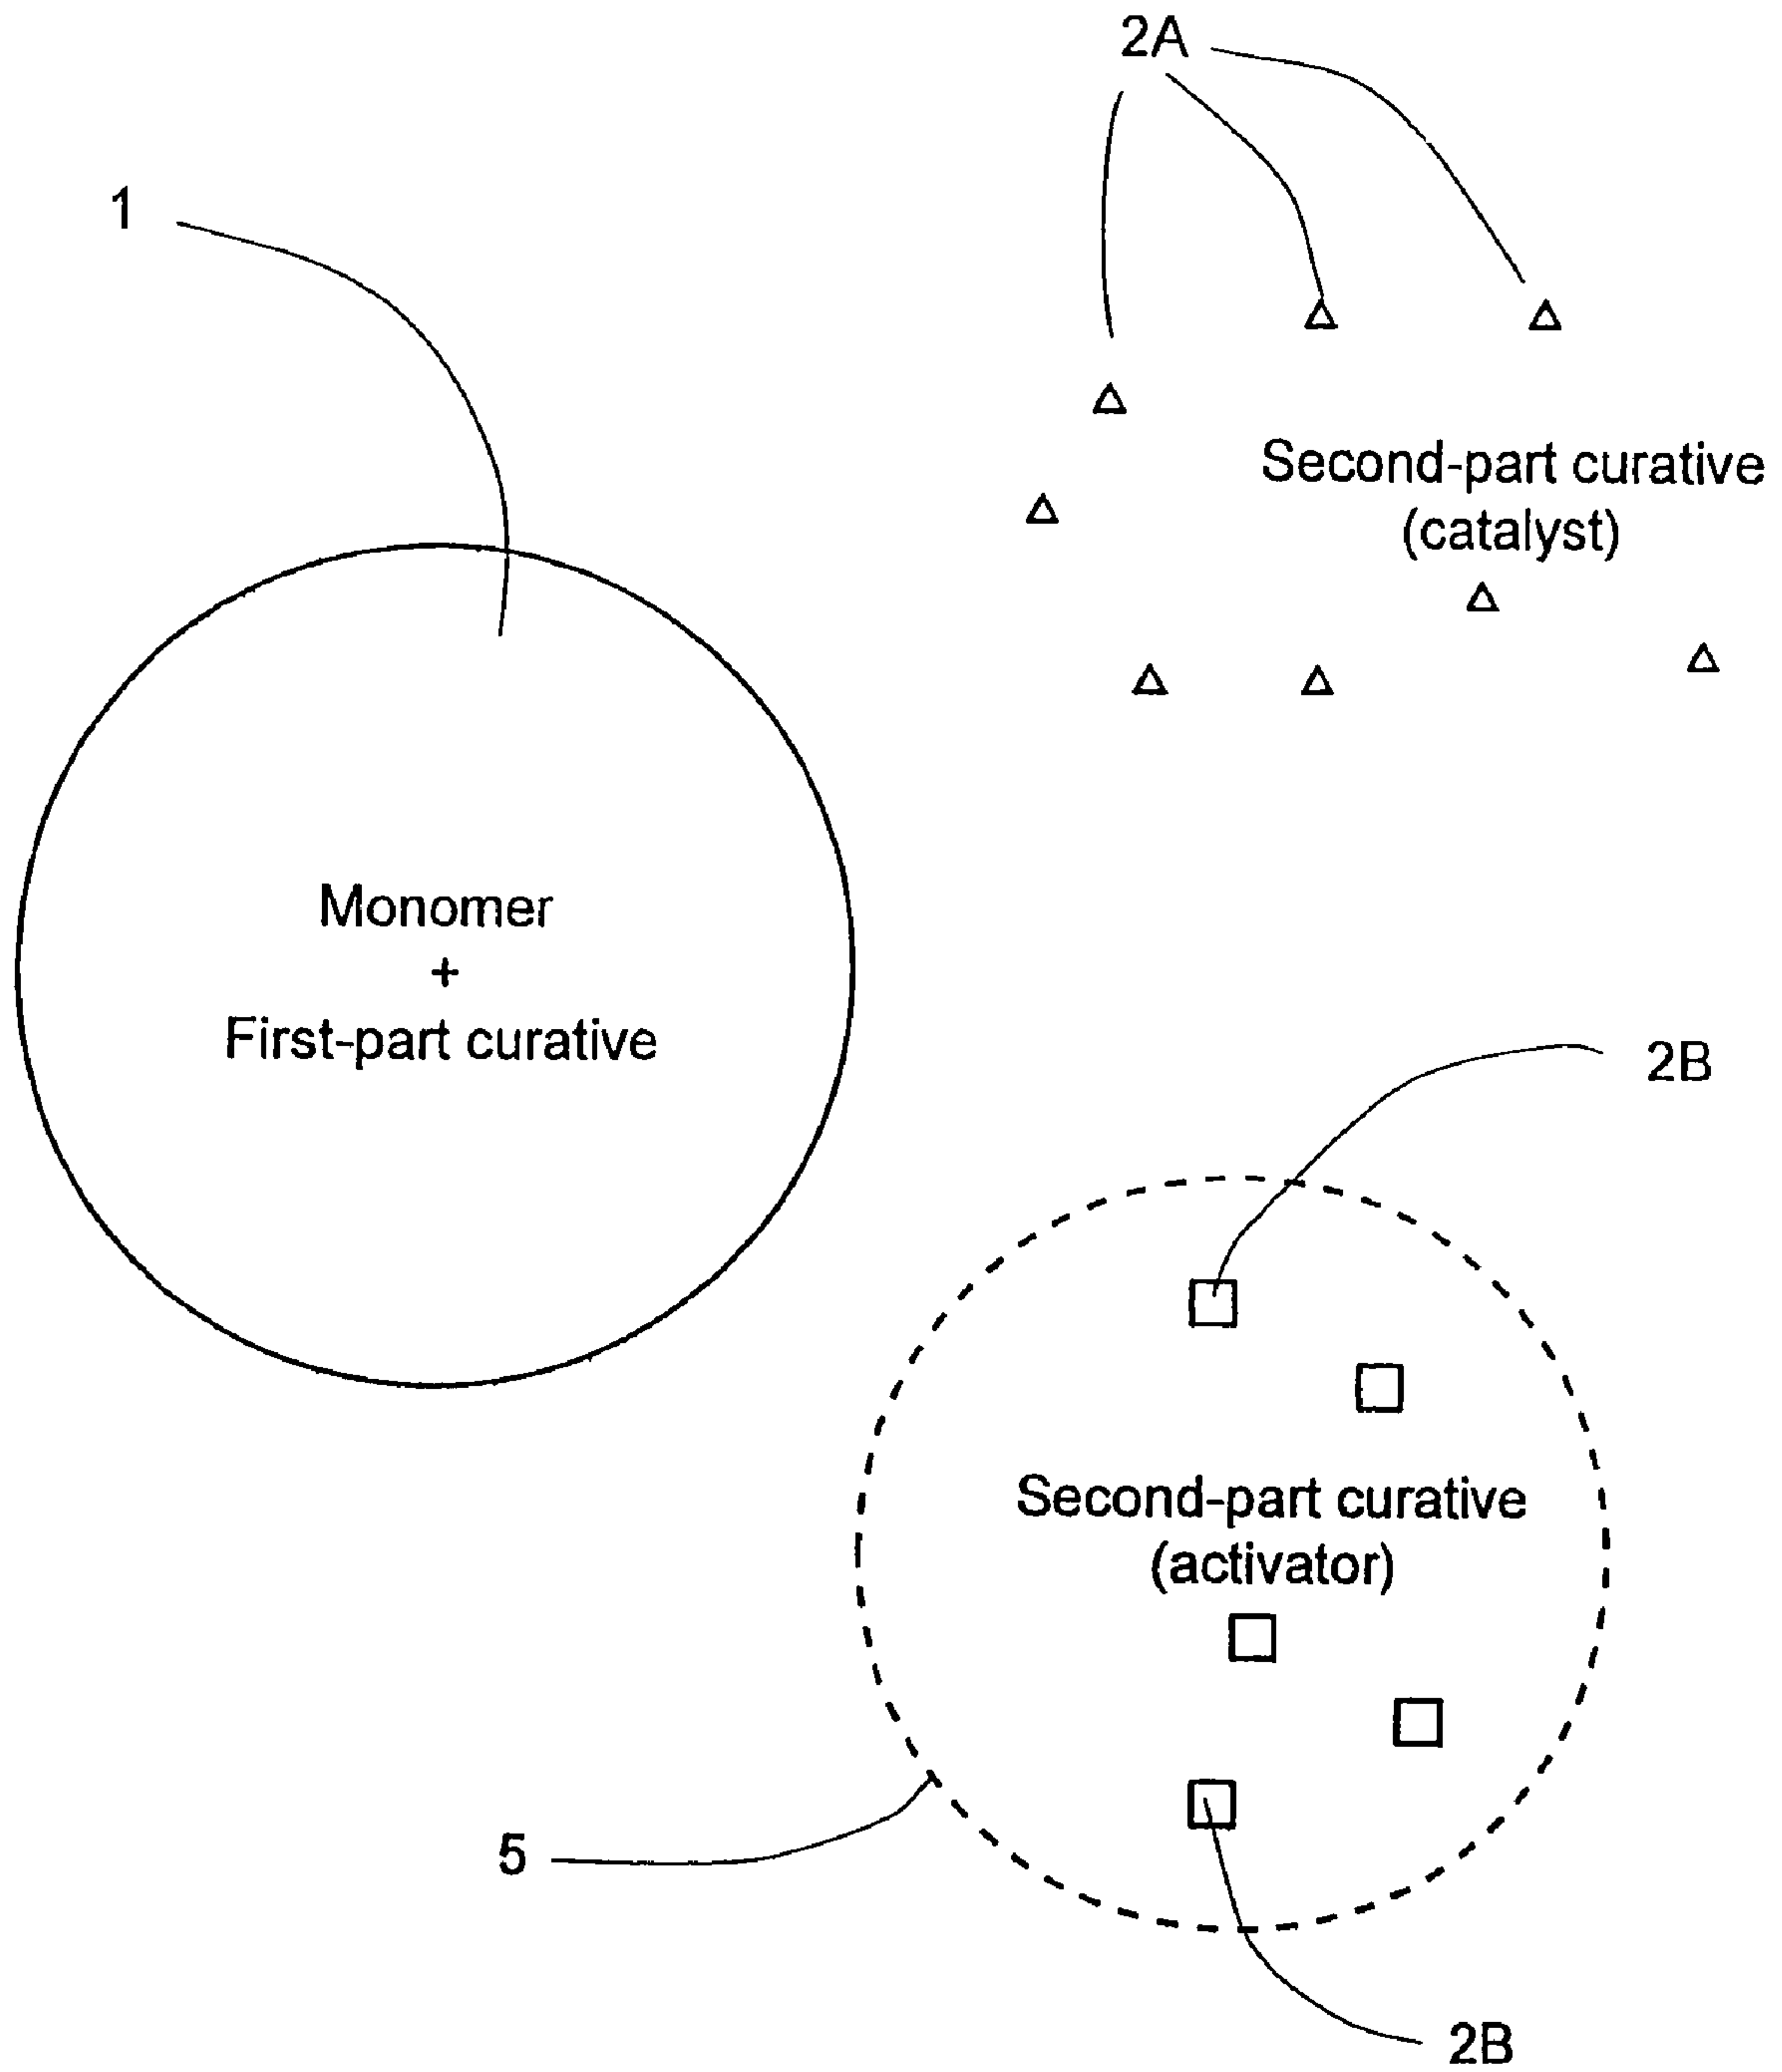 2A
1
Second-part curative
(catalyst)
Monomer
+
First-part curative
2B
Second-part curative
(activator)
5
2B